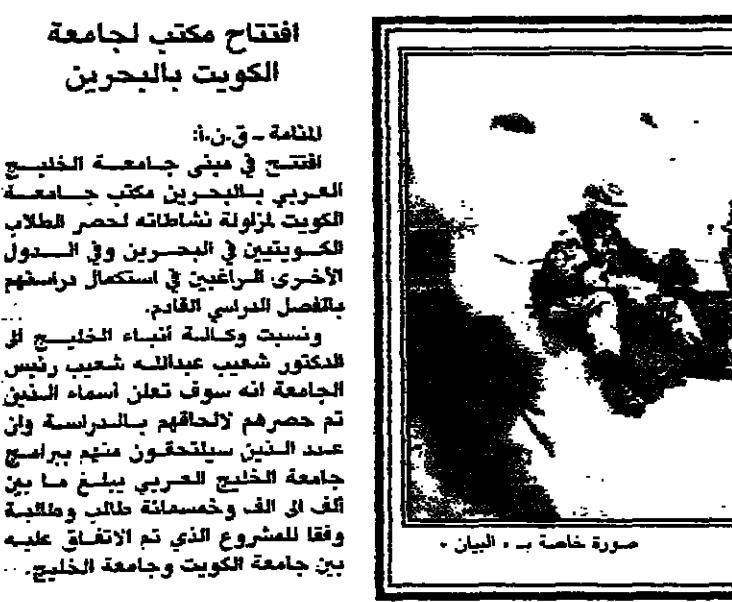 افتتاح مكتب لجامعة
الكويت بالبحرين
المنامة ـ ق.ن.أ:
افتتح في مبنى جامعة الخليج
العربي بالبحرين مكتب جامعة
الكويت لمزاولة نشاطاته لحصر الطلاب
الكويتيين في البحرين وفي الدول
الأخرى الراغبين في استكمال دراستهم
بالفصل الدراسي القادم.
ونسبت وكالة أنباء الخليج الى
الدكتور شعيب عبدالله شعيب رئيس
الجامعة انه سوف تعلن أسماء الذين
تم حصرهم لالحاقهم بالدراسة وان
عدد الذين سيلتحقون منهم ببرامج
جامعة الخليج العربي يبلغ ما بين
ألف الى الف وخمسمائة طالب وطالبة
وفقا للمشروع الذي تم الاتفاق عليه
بين جامعة الكويت وجامعة الخليج.
صورة خاصة بـ « البيان »